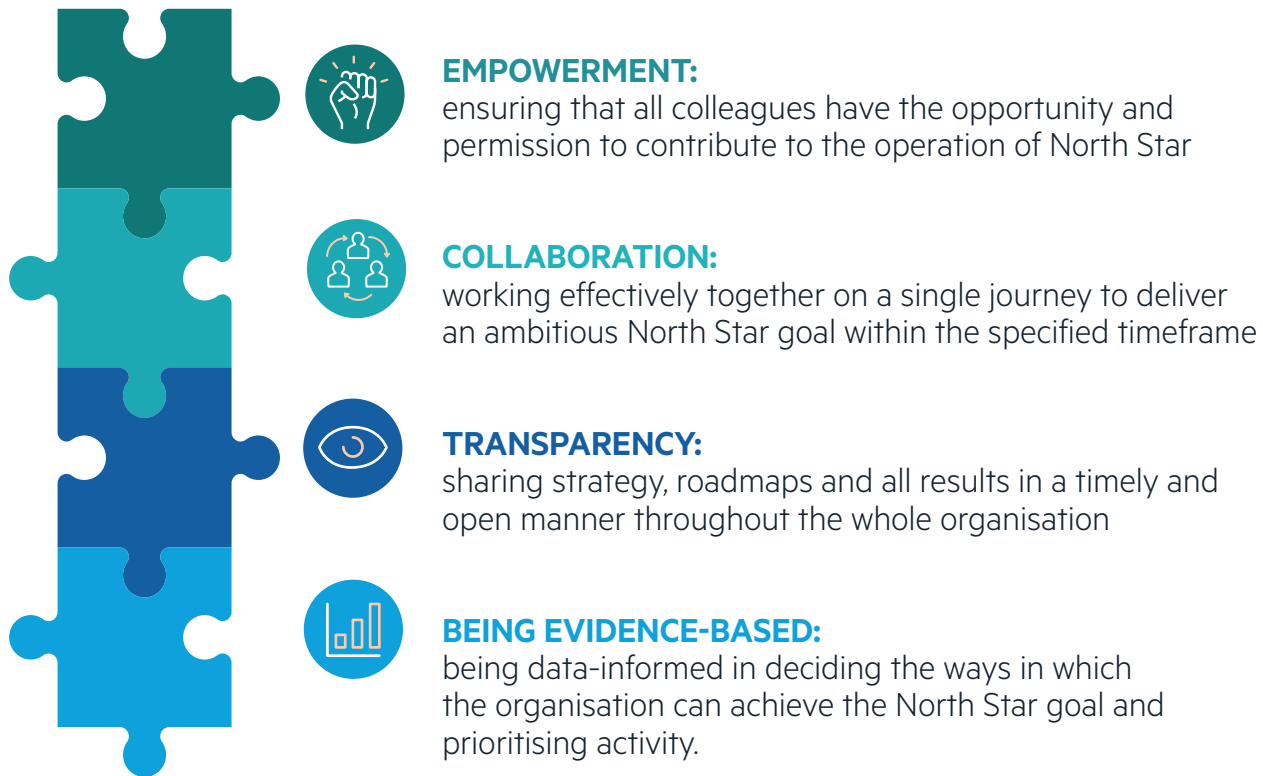 EMPOWERMENT:
ensuring that all colleagues have the opportunity and
permission to contribute to the operation of North Star
COLLABORATION:
working effectively together on a single journey to deliver
an ambitious North Star goal within the specified timeframe
TRANSPARENCY:
sharing strategy, roadmaps and all results in a timely and
open manner throughout the whole organisation
BEING EVIDENCE-BASED:
being data-informed in deciding the ways in which
the organisation can achieve the North Star goal and
prioritising activity.